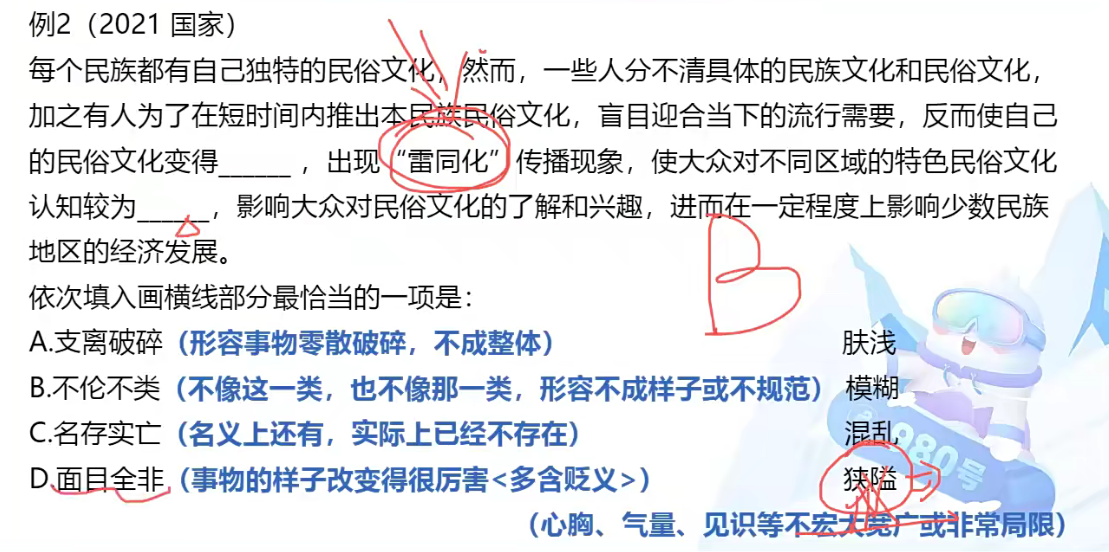 例2（2021 国家）
每个民族都有自己独特的民俗文化，然而，一些人分不清具体的民族文化和民俗文化，
加之有人为了在短时间内推出本民族民俗文化，盲目迎合当下的流行需要，反而使自己
的民俗文化变得______，出现“雷同化”传播现象，使大众对不同区域的特色民俗文化
认知较为______，影响大众对民俗文化的了解和兴趣，进而在一定程度上影响少数民族
地区的经济发展。
依次填入画横线部分最恰当的一项是：
B
A.支离破碎（形容事物零散破碎，不成整体） 肤浅
B.不伦不类（不像这一类，也不像那一类，形容不成样子或不规范） 模糊
C.名存实亡（名义上还有，实际上已经不存在） 混乱
D.面目全非（事物的样子改变得很厉害<多含贬义>） 狭隘
（心胸、气量、见识等不宏大宽广或非常局限）
980号